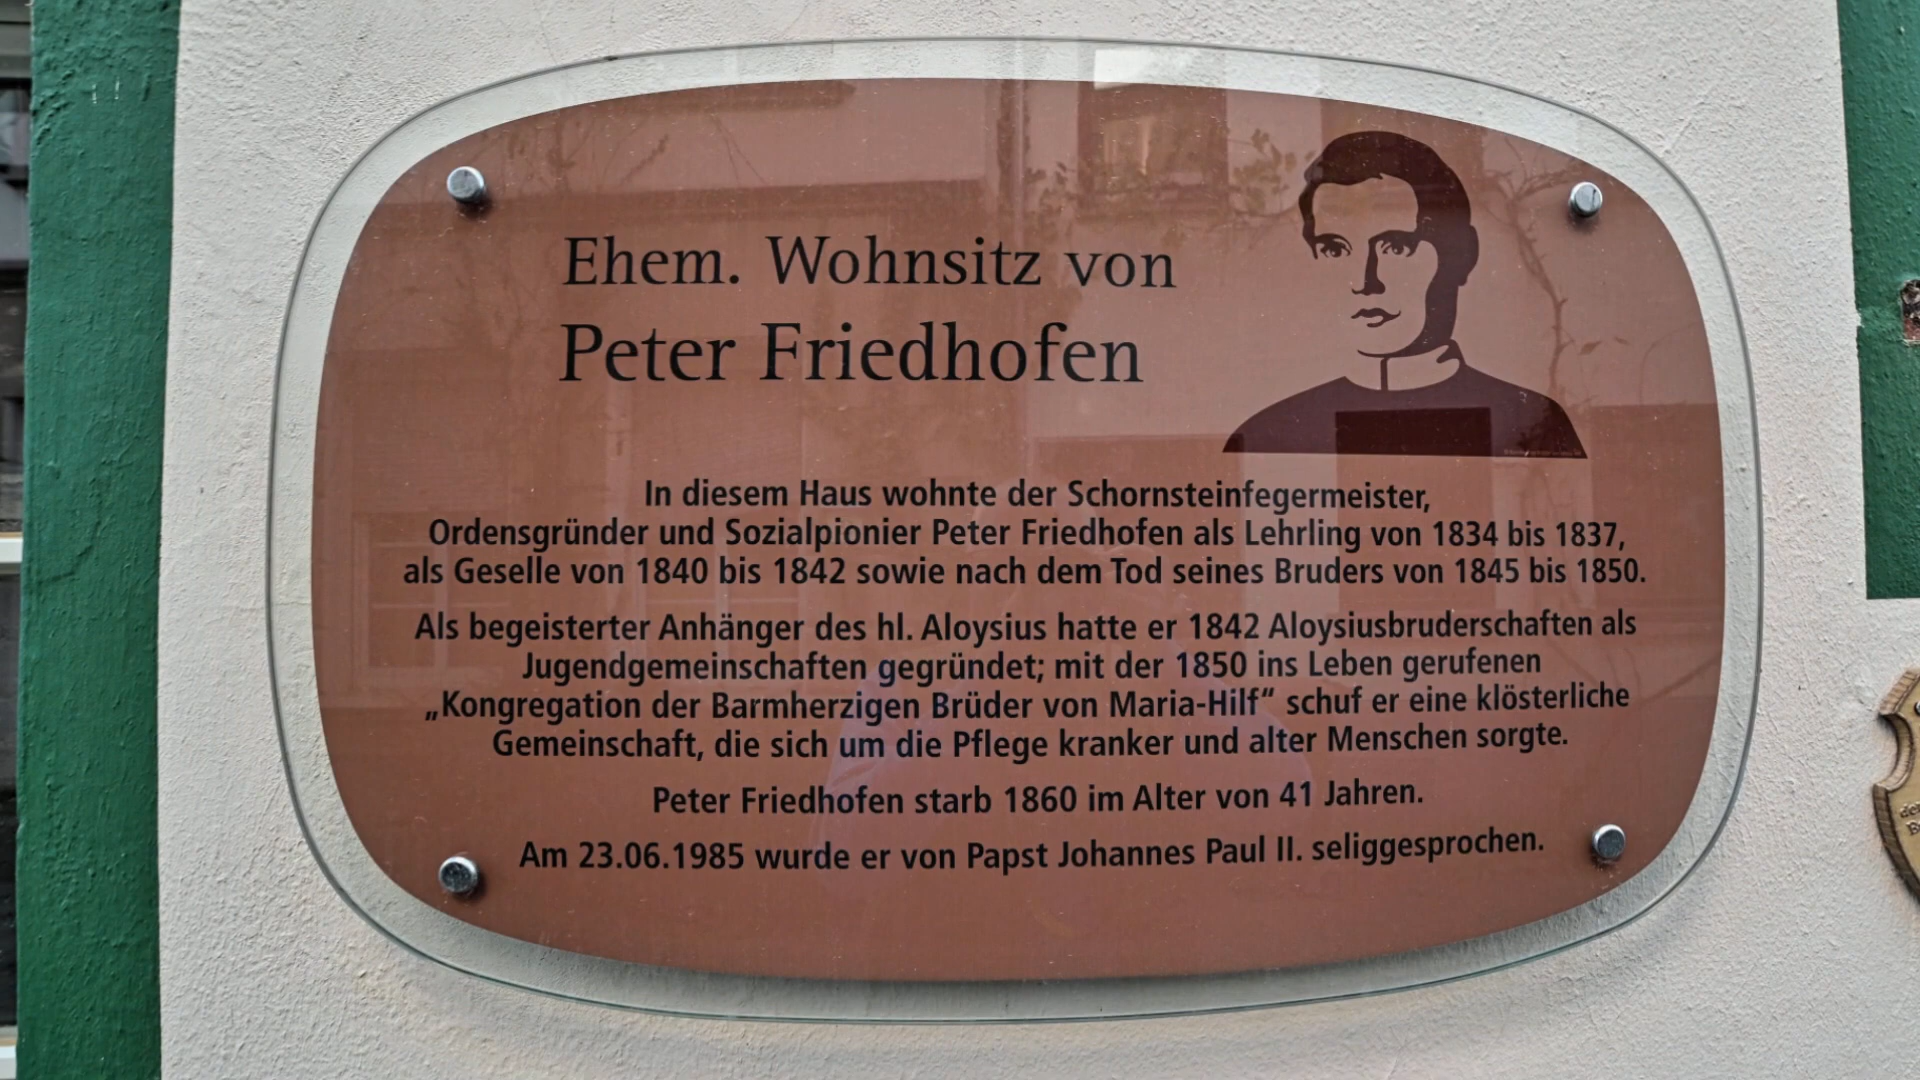 Ehem. Wohnsitz von
Peter Friedhofen
In diesem Haus wohnte der Schornsteinfegermeister,
Ordensgründer und Sozialpionier Peter Friedhofen als Lehrling von 1834 bis 1837,
als Geselle von 1840 bis 1842 sowie nach dem Tod seines Bruders von 1845 bis 1850.
Als begeisterter Anhänger des hl. Aloysius hatte er 1842 Aloysiusbruderschaften als
Jugendgemeinschaften gegründet; mit der 1850 ins Leben gerufenen
„Kongregation der Barmherzigen Brüder von Maria-Hilf“ schuf er eine klösterliche
Gemeinschaft, die sich um die Pflege kranker und alter Menschen sorgte.
Peter Friedhofen starb 1860 im Alter von 41 Jahren.
Am 23.06.1985 wurde er von Papst Johannes Paul II. seliggesprochen.